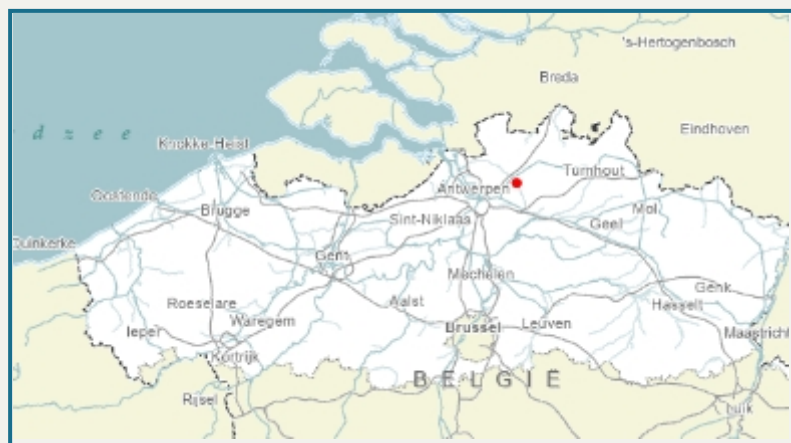 's-Hertogenbosch
Breda
Eindhoven
d z e e
Knokke-Heist
Turnhout
Antwerpen
Oostende
Brugge
Sint-Niklaas
Mol
Geel
Duinkerke
Gent
Mechelen
Genk
Roeselare
Aalst
Hasselt
Ieper
Waregem
Brussel
Leuven
Maastricht
Kortrijk
BELGIË
Rijsel
Luik